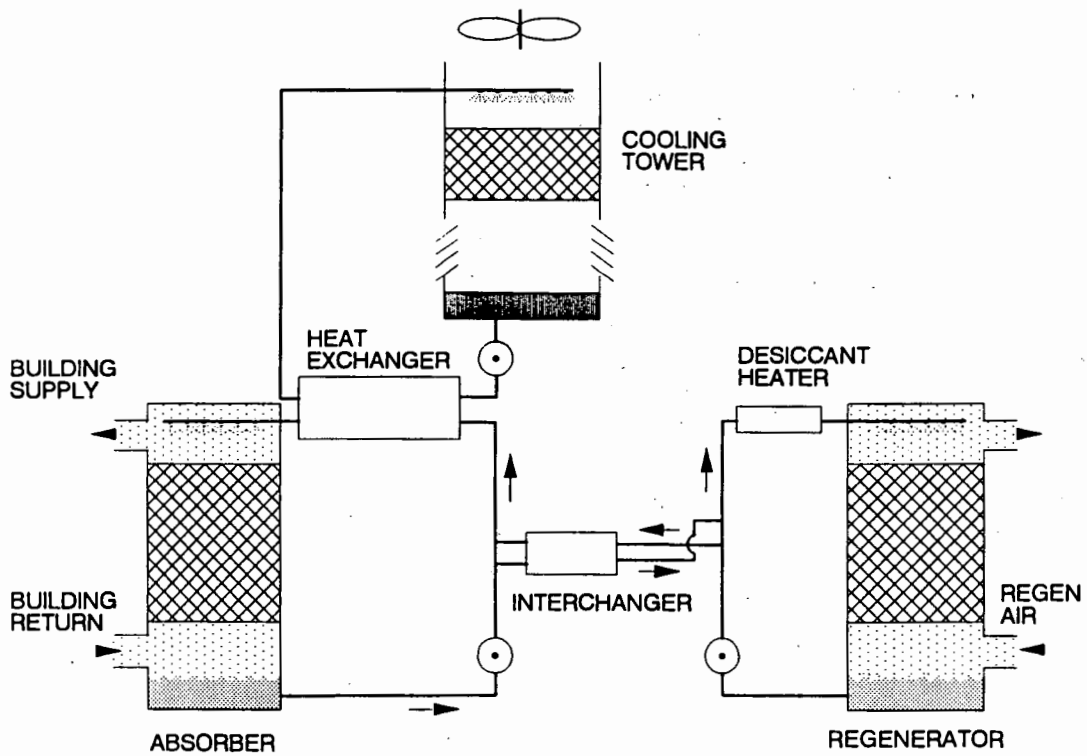 COOLING
TOWER
HEAT
EXCHANGER
BUILDING
SUPPLY
DESICCANT
HEATER
INTERCHANGER
BUILDING
RETURN
REGEN
AIR
ABSORBER
REGENERATOR